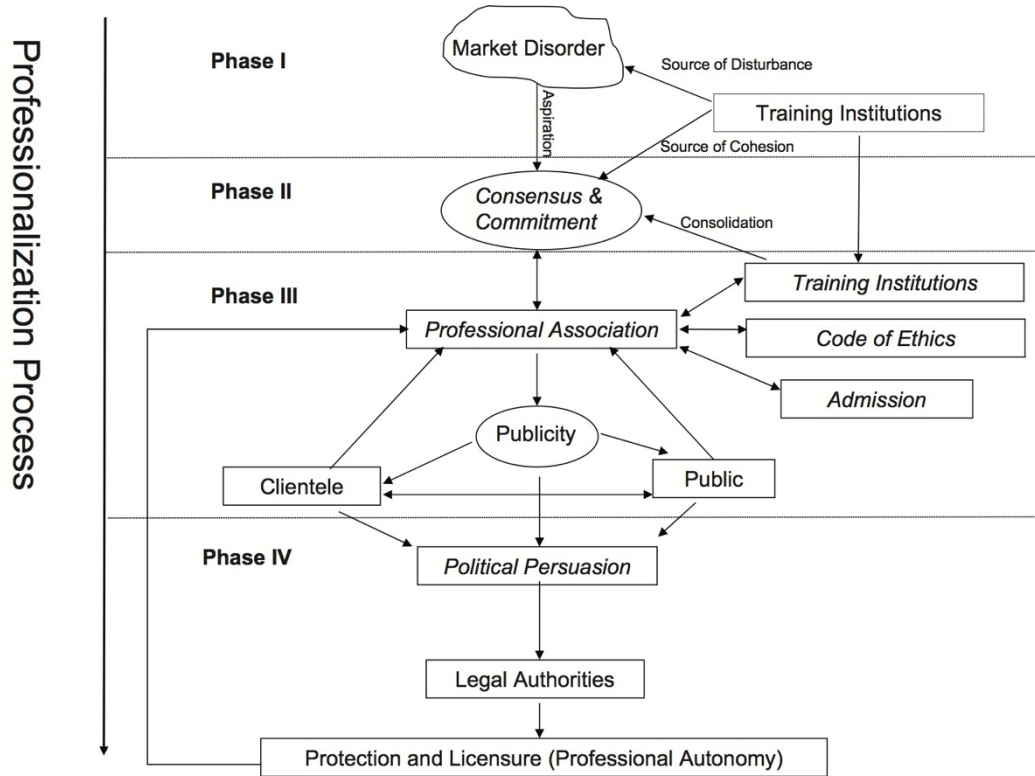 Professionalization Process
Phase I
Market Disorder
Source of Disturbance
Training Institutions
Aspiration
Source of Cohesion
Phase II
Consensus &
Commitment
Consolidation
Training Institutions
Phase III
Professional Association
Code of Ethics
Admission
Publicity
Clientele
Public
Phase IV
Political Persuasion
Legal Authorities
Protection and Licensure (Professional Autonomy)